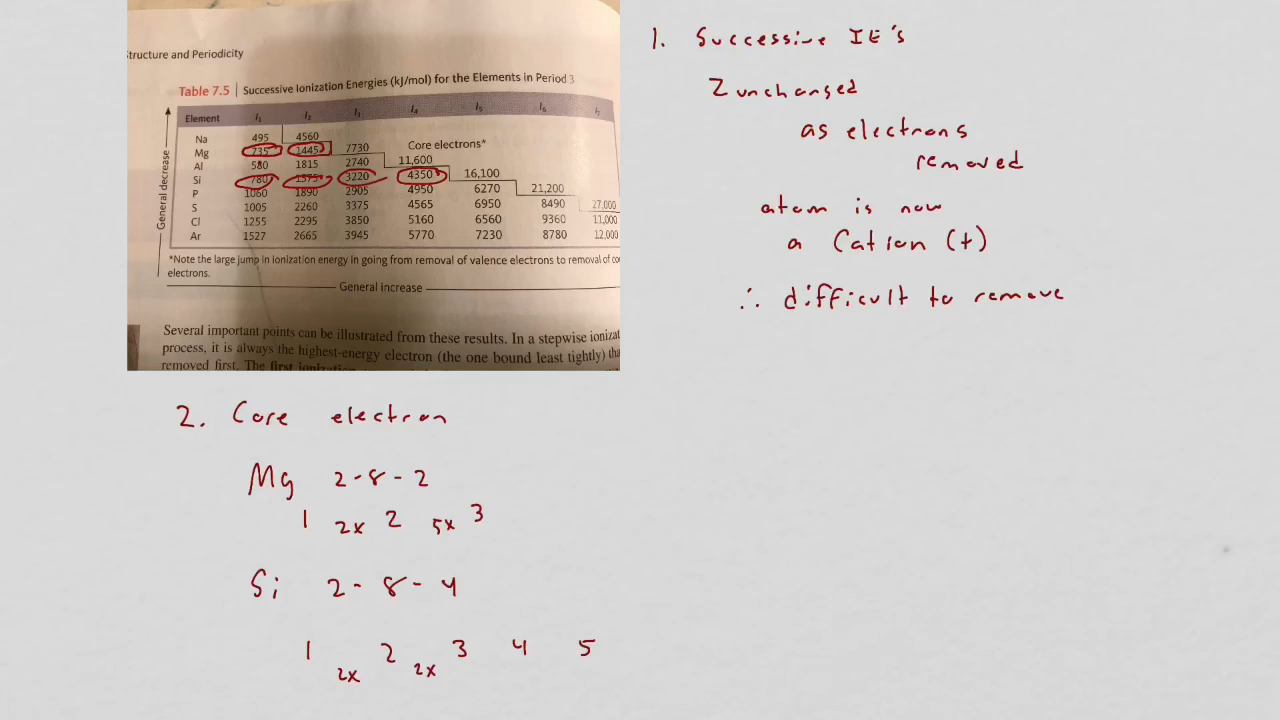 Structure and Periodicity
Table 7.5 | Successive Ionization Energies (kJ/mol) for the Elements in Period 3
Element I1 I2 I3 I4 I5 I6 I7
Na 495 4560
Mg 735 1445 7730 Core electrons*
Al 580 1815 2740 11,600
Si 780 1575 3220 4350 16,100
P 1060 1890 2905 4950 6270 21,200
S 1005 2260 3375 4565 6950 8490 27,000
Cl 1255 2295 3850 5160 6560 9360 11,000
Ar 1527 2665 3945 5770 7230 8780 12,000
General decrease
*Note the large jump in ionization energy in going from removal of valence electrons to removal of co
electrons.
General increase
Several important points can be illustrated from these results. In a stepwise ionizat
process, it is always the highest-energy electron (the one bound least tightly) tha
removed first. The first ionization
1. Successive IE's
Z unchanged
as electrons
removed
atom is now
a Cation (+)
∴ difficult to remove
2. Core electron
Mg 2-8-2
1 2x 2 5x 3
Si 2-8-4
1 2x 2 2x 3 4 5